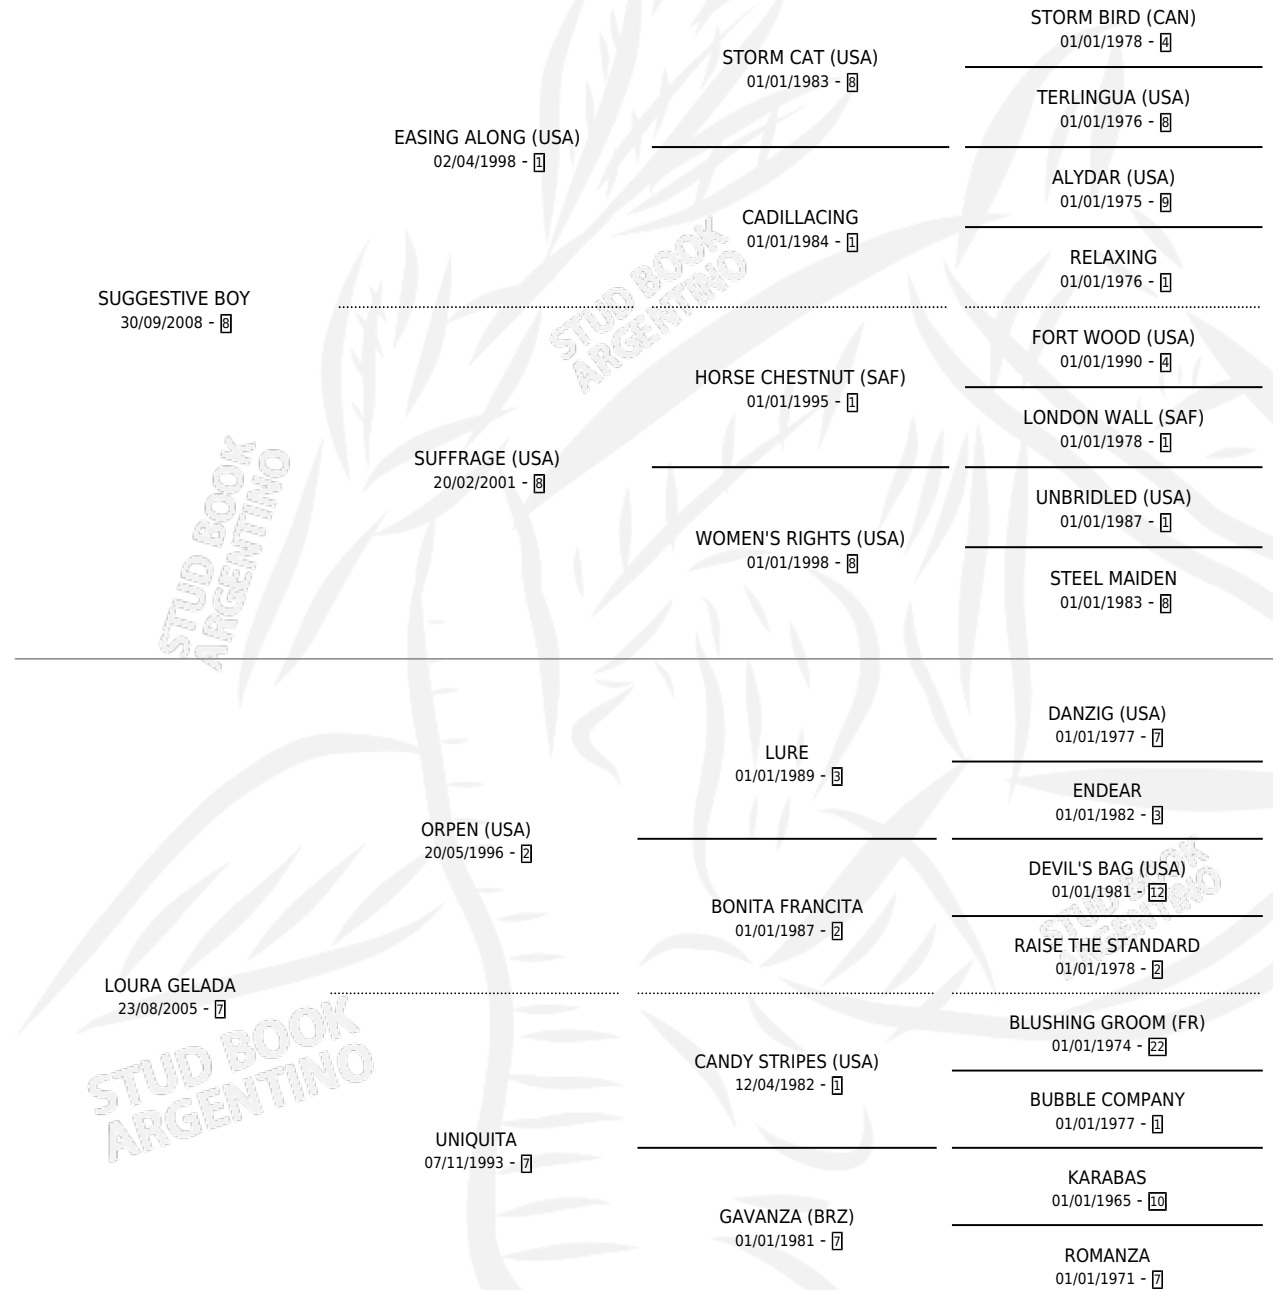 STORM BIRD (CAN)
01/01/1978 - 4
STORM CAT (USA)
01/01/1983 - 8
TERLINGUA (USA)
01/01/1976 - 8
EASING ALONG (USA)
02/04/1998 - 1
ALYDAR (USA)
01/01/1975 - 9
CADILLACING
01/01/1984 - 1
RELAXING
01/01/1976 - 1
SUGGESTIVE BOY
30/09/2008 - 8
STUD BOOK
ARGENTINO
FORT WOOD (USA)
01/01/1990 - 4
HORSE CHESTNUT (SAF)
01/01/1995 - 1
LONDON WALL (SAF)
01/01/1978 - 1
SUFFRAGE (USA)
20/02/2001 - 8
UNBRIDLED (USA)
01/01/1987 - 1
WOMEN'S RIGHTS (USA)
01/01/1998 - 8
STEEL MAIDEN
01/01/1983 - 8
STUD BOOK
ARGENTINO
DANZIG (USA)
01/01/1977 - 7
LURE
01/01/1989 - 3
ENDEAR
01/01/1982 - 3
ORPEN (USA)
20/05/1996 - 2
DEVIL'S BAG (USA)
01/01/1981 - 12
BONITA FRANCITA
01/01/1987 - 2
STUD BOOK
ARGENTINO
RAISE THE STANDARD
01/01/1978 - 2
LOURA GELADA
23/08/2005 - 7
STUD BOOK
ARGENTINO
BLUSHING GROOM (FR)
01/01/1974 - 22
CANDY STRIPES (USA)
12/04/1982 - 1
BUBBLE COMPANY
01/01/1977 - 1
UNIQUITA
07/11/1993 - 7
KARABAS
01/01/1965 - 10
GAVANZA (BRZ)
01/01/1981 - 7
ROMANZA
01/01/1971 - 7